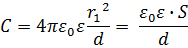 C = 4πε₀ε r₁²/d = ε₀ε·S/d